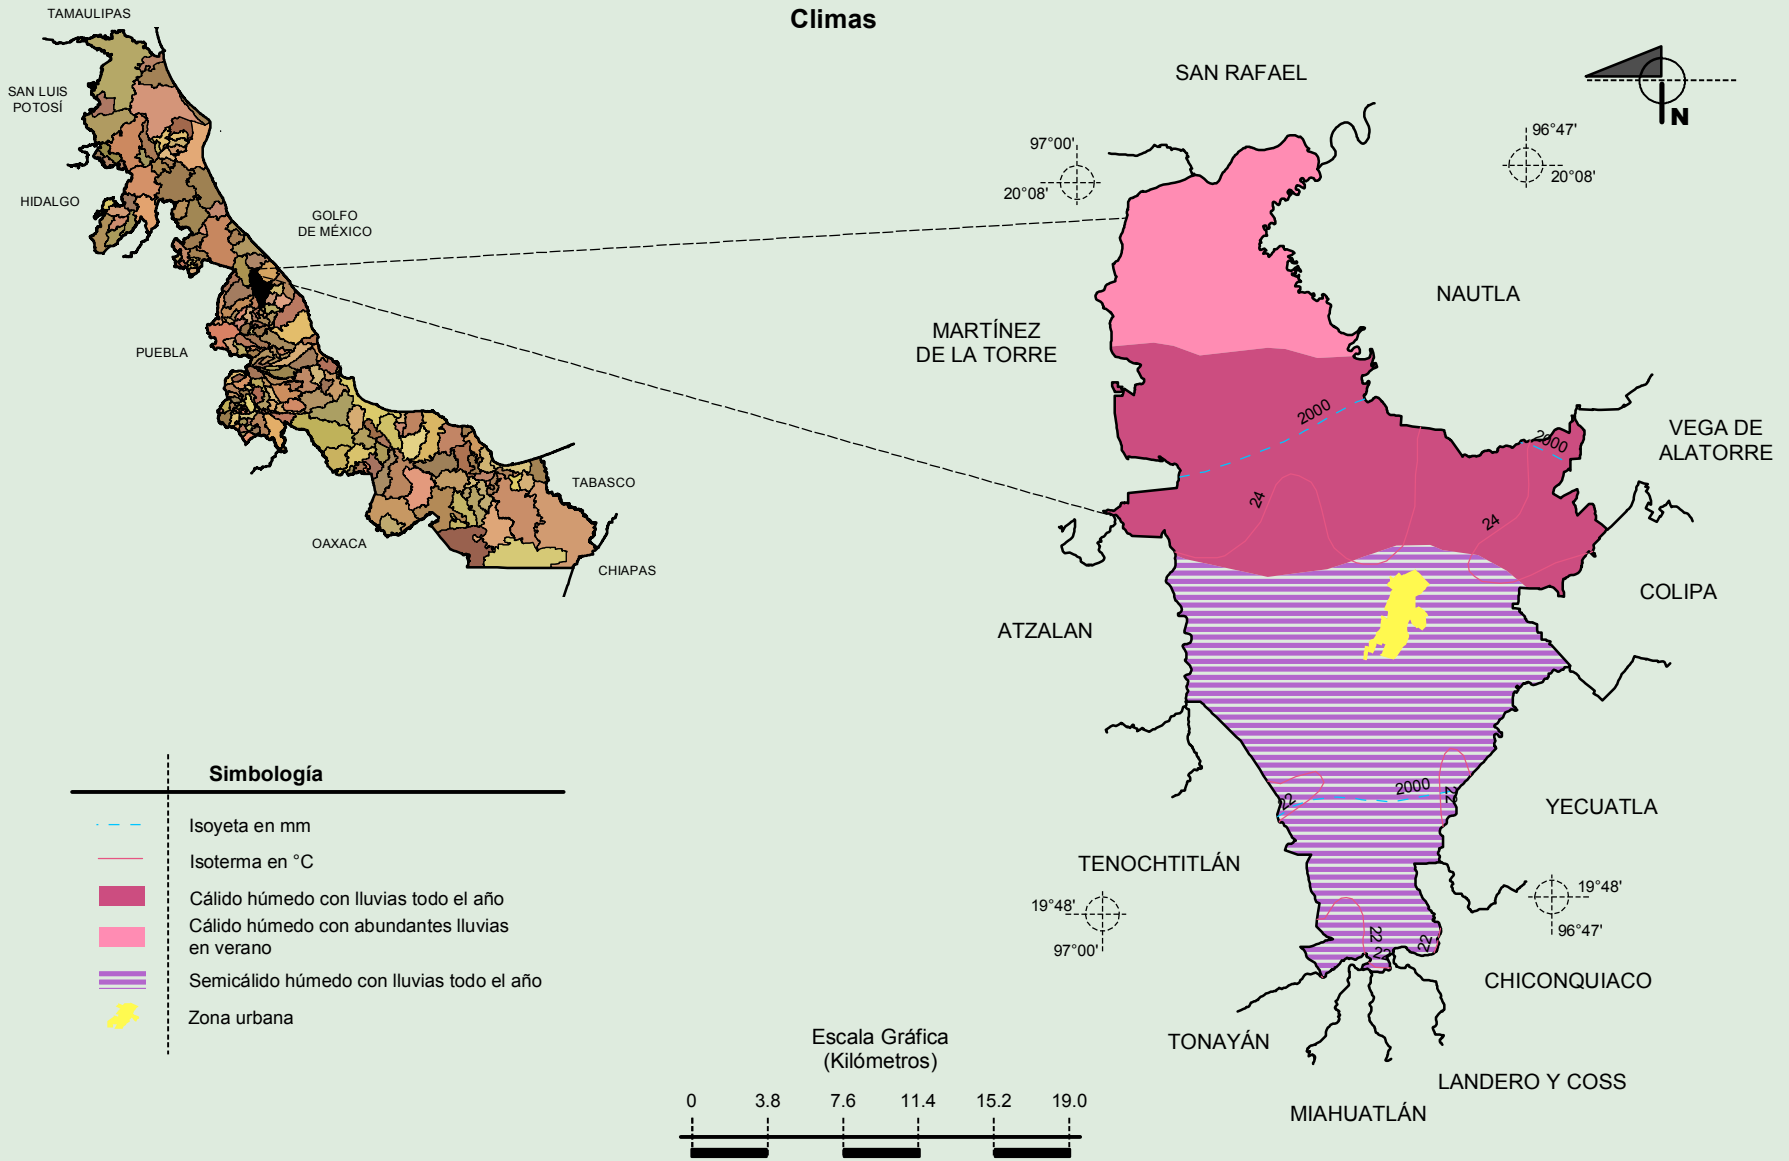 Climas
TAMAULIPAS
SAN LUIS
POTOSÍ
HIDALGO
GOLFO
DE MÉXICO
PUEBLA
OAXACA
TABASCO
CHIAPAS
SAN RAFAEL
N
97°00'
20°08'
96°47'
20°08'
NAUTLA
MARTÍNEZ
DE LA TORRE
2000
2000
VEGA DE
ALATORRE
24
24
COLIPA
ATZALAN
2000
22
22
YECUATLA
TENOCHTITLÁN
19°48'
97°00'
19°48'
96°47'
22
22
22
CHICONQUIACO
TONAYÁN
LANDERO Y COSS
MIAHUATLÁN
Simbología
Isoyeta en mm
Isoterma en °C
Cálido húmedo con lluvias todo el año
Cálido húmedo con abundantes lluvias
en verano
Semicálido húmedo con lluvias todo el año
Zona urbana
Escala Gráfica
(Kilómetros)
0 3.8 7.6 11.4 15.2 19.0